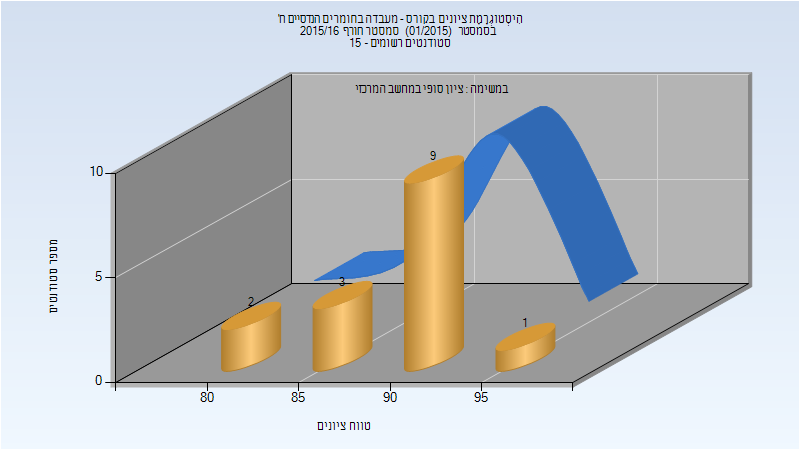 היסטוגרמת ציונים בקורס - מעבדה בחומרים הנדסיים ח'
בסמסטר (01/2015) סמסטר חורף 2015/16
סטודנטים רשומים - 15
במשימה : ציון סופי במחשב המרכזי
מספר סטודנטים
10
5
0
2
3
9
1
80
85
90
95
טווח ציונים